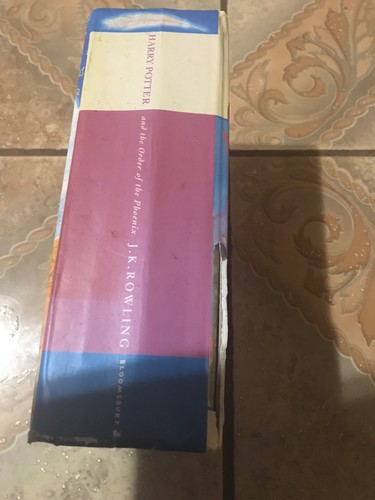 HARRY POTTER
and the Order of the Phoenix
J.K.ROWLING
BLOOMSBURY